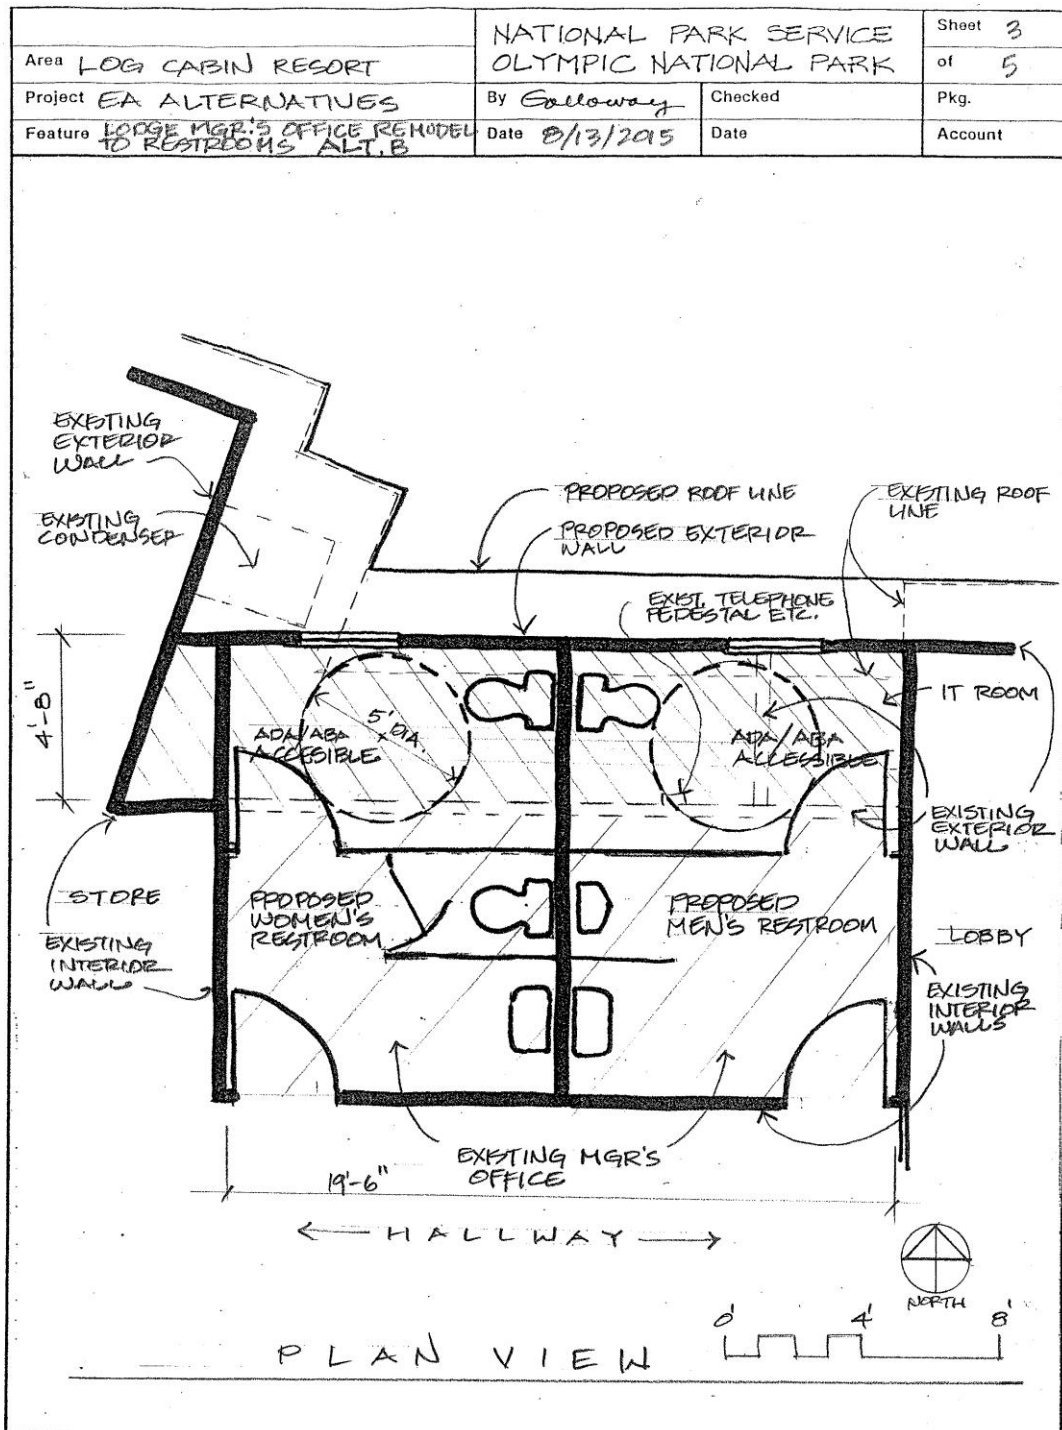 NATIONAL PARK SERVICE
OLYMPIC NATIONAL PARK
Sheet 3
of 5
Area LOG CABIN RESORT
Project EA ALTERNATIVES
By Galloway
Checked
Pkg.
Feature LODGE MGR.'S OFFICE REMODEL
TO RESTROOMS ALT. B
Date 8/13/2015
Date
Account
EXISTING
EXTERIOR
WALL
EXISTING
CONDENSER
PROPOSED ROOF LINE
PROPOSED EXTERIOR
WALL
EXISTING ROOF
LINE
EXIST. TELEPHONE
PEDESTAL ETC.
4'-8"
5' DIA.
ADA/ABA
ACCESIBLE
ADA/ABA
ACCESSIBLE
IT ROOM
EXISTING
EXTERIOR
WALL
STORE
EXISTING
INTERIOR
WALL
PROPOSED
WOMEN'S
RESTROOM
PROPOSED
MEN'S RESTROOM
LOBBY
EXISTING
INTERIOR
WALLS
EXISTING MGR'S
OFFICE
19'-6"
HALLWAY
NORTH
0' 4' 8'
PLAN VIEW